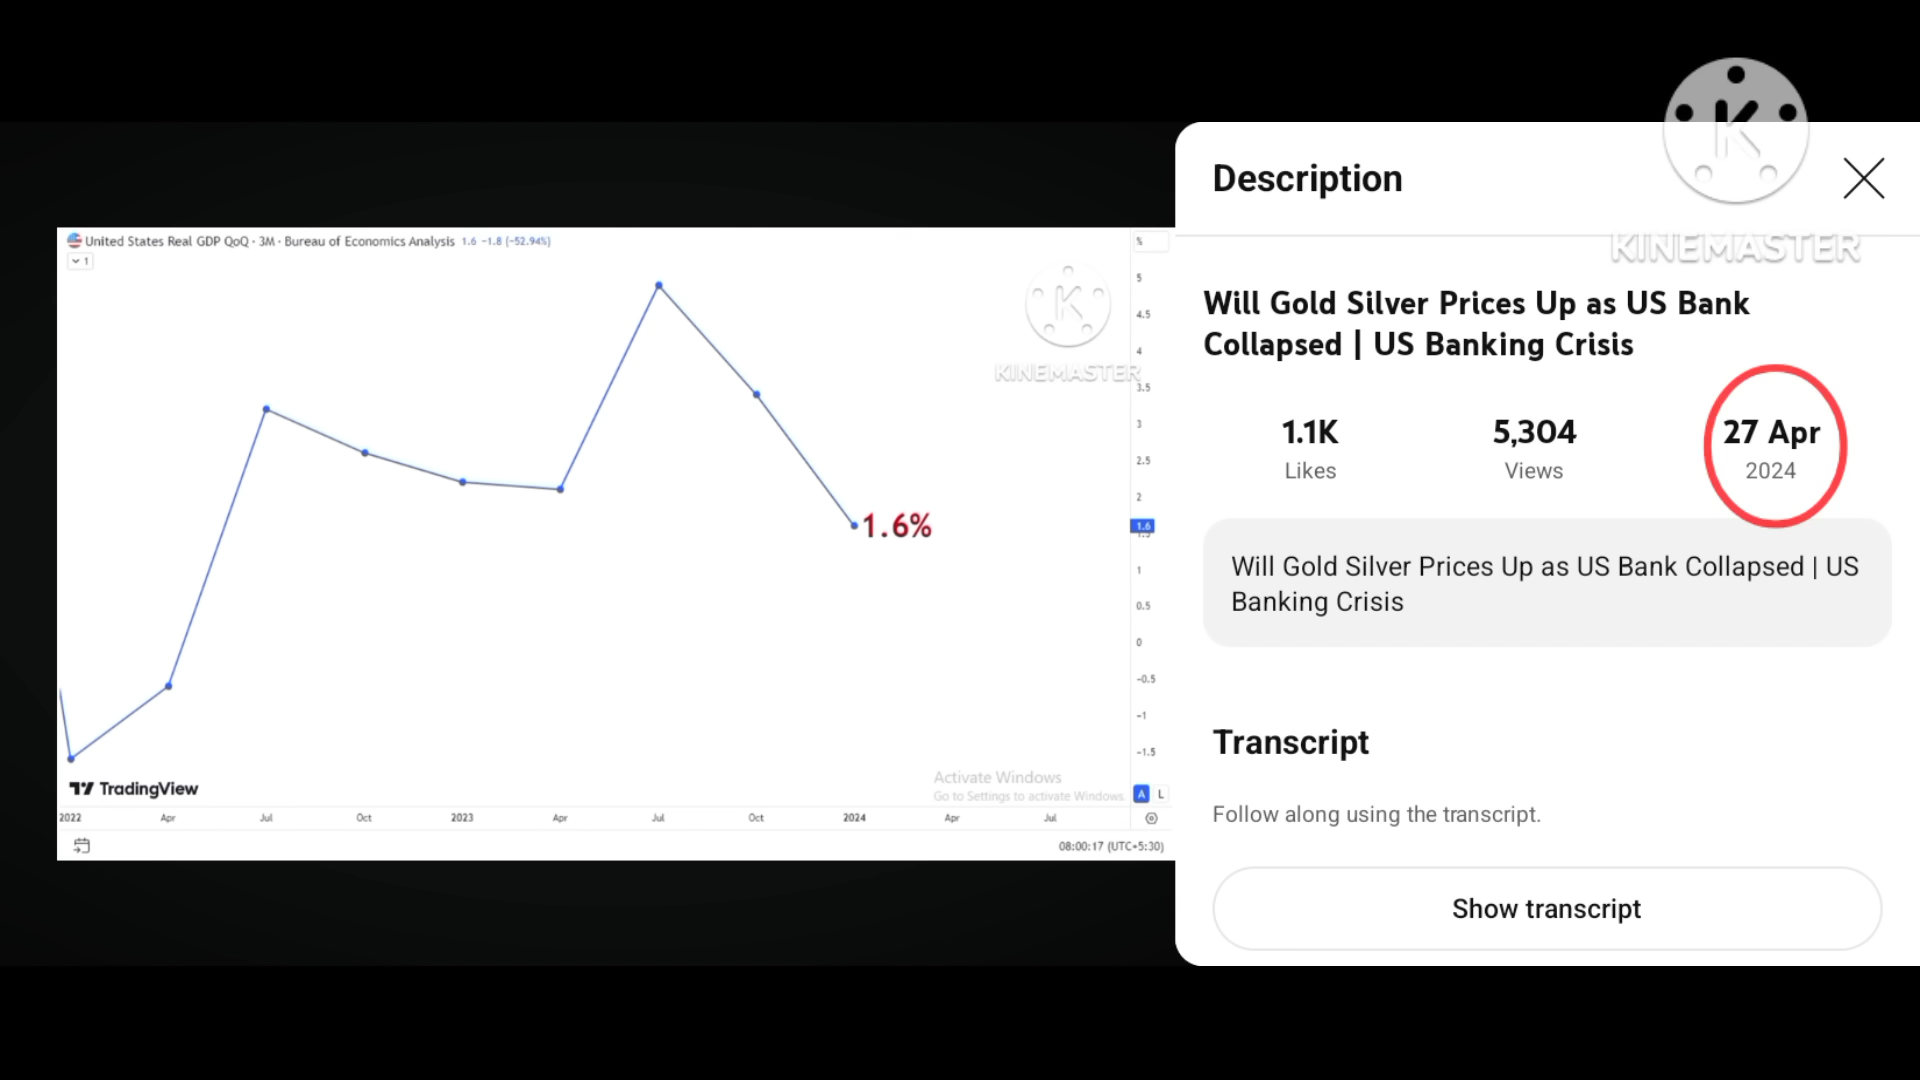 K
KINEMASTER
Description
United States Real GDP QoQ · 3M · Bureau of Economics Analysis 1.6 −1.8 (−52.94%)
1
%
5
4.5
4
3.5
3
2.5
2
1.6
1.5
1
0.5
0
−0.5
−1
−1.5
K
KINEMASTER
1.6%
TradingView
Activate Windows
Go to Settings to activate Windows.
A L
2022 Apr Jul Oct 2023 Apr Jul Oct 2024 Apr Jul
08:00:17 (UTC+5:30)
Will Gold Silver Prices Up as US Bank
Collapsed | US Banking Crisis
1.1K 5,304 27 Apr
Likes Views 2024
Will Gold Silver Prices Up as US Bank Collapsed | US
Banking Crisis
Transcript
Follow along using the transcript.
Show transcript